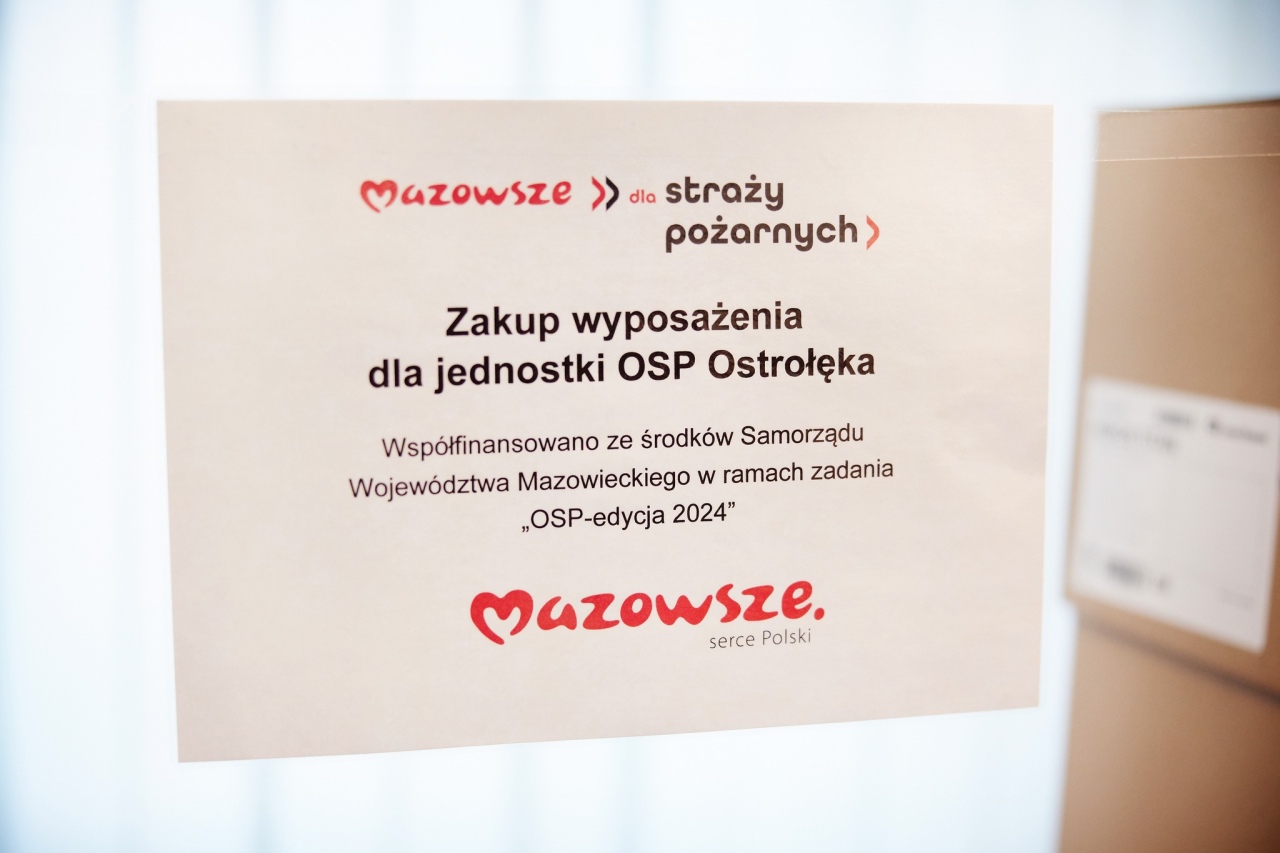 mazowsze dla straży
pożarnych
Zakup wyposażenia
dla jednostki OSP Ostrołęka
Współfinansowano ze środków Samorządu
Województwa Mazowieckiego w ramach zadania
„OSP-edycja 2024”
mazowsze.
serce Polski